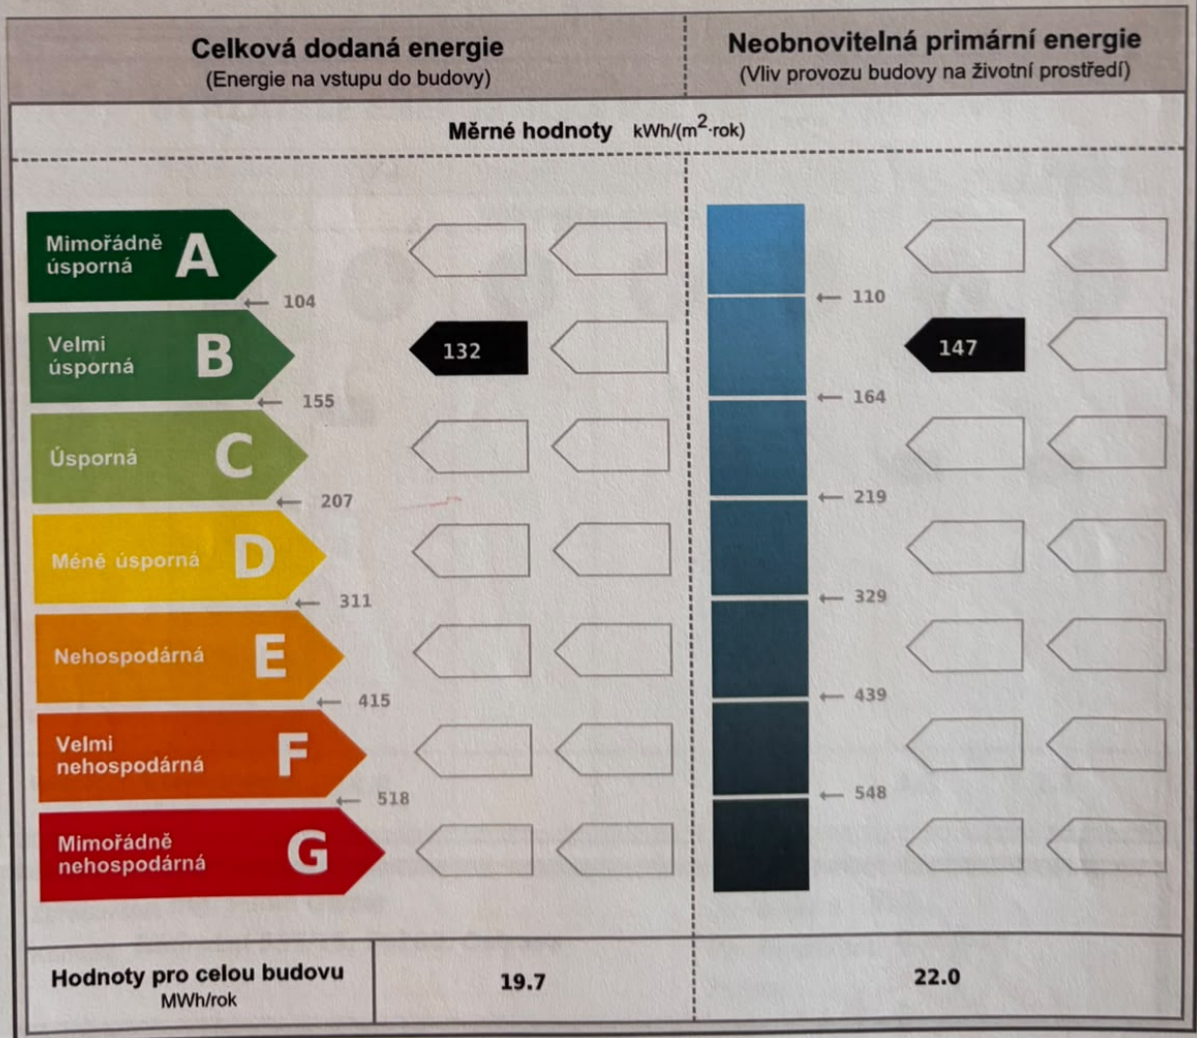 Celková dodaná energie
(Energie na vstupu do budovy)
Neobnovitelná primární energie
(Vliv provozu budovy na životní prostředí)
Měrné hodnoty kWh/(m²·rok)
Mimořádně
úsporná
A
← 104
← 110
Velmi
úsporná
B
132
147
← 155
← 164
Úsporná
C
← 207
← 219
Méně úsporná
D
← 311
← 329
Nehospodárná
E
← 415
← 439
Velmi
nehospodárná
F
← 518
← 548
Mimořádně
nehospodárná
G
Hodnoty pro celou budovu
MWh/rok
19.7
22.0